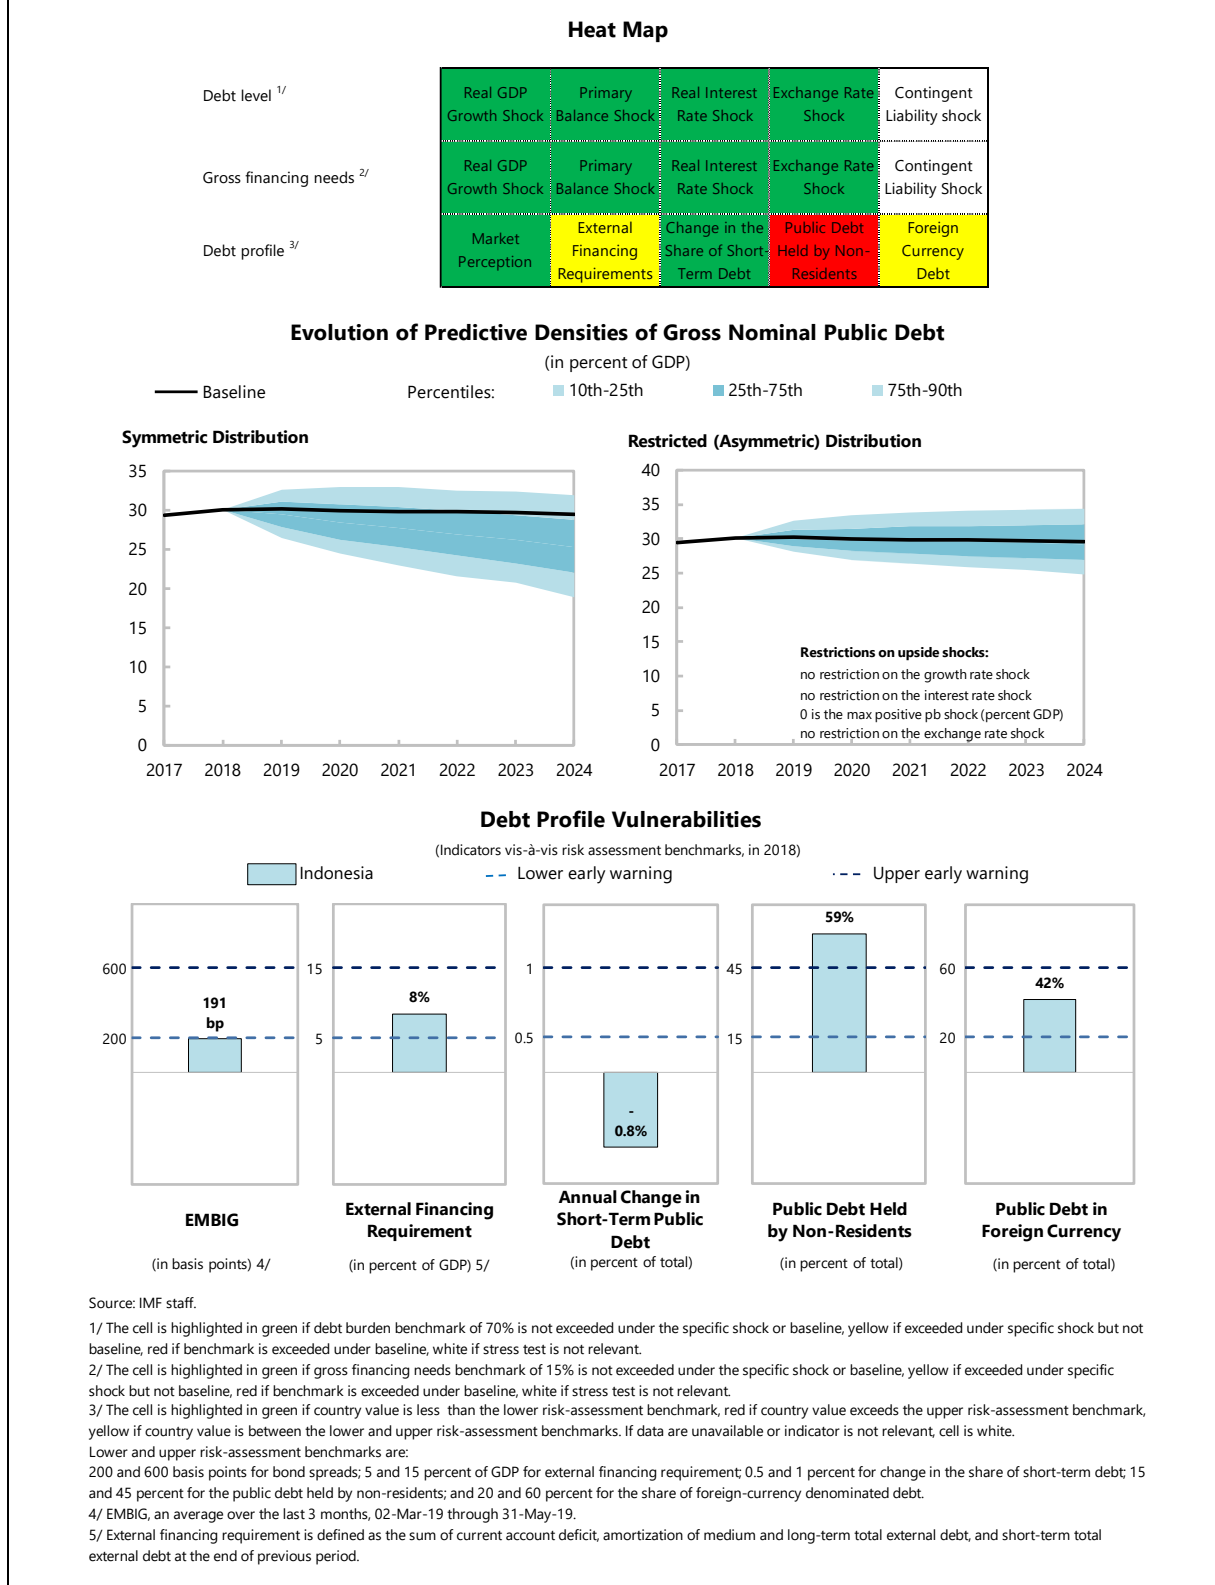 Heat Map
Debt level 1/
Real GDP Growth Shock
Primary Balance Shock
Real Interest Rate Shock
Exchange Rate Shock
Contingent Liability shock
Gross financing needs 2/
Real GDP Growth Shock
Primary Balance Shock
Real Interest Rate Shock
Exchange Rate Shock
Contingent Liability Shock
Debt profile 3/
Market Perception
External Financing Requirements
Change in the Share of Short-Term Debt
Public Debt Held by Non-Residents
Foreign Currency Debt
Evolution of Predictive Densities of Gross Nominal Public Debt
(in percent of GDP)
Baseline
Percentiles:
10th-25th
25th-75th
75th-90th
Symmetric Distribution
35
30
25
20
15
10
5
0
2017 2018 2019 2020 2021 2022 2023 2024
Restricted (Asymmetric) Distribution
40
35
30
25
20
15
10
5
0
Restrictions on upside shocks:
no restriction on the growth rate shock
no restriction on the interest rate shock
0 is the max positive pb shock (percent GDP)
no restriction on the exchange rate shock
2017 2018 2019 2020 2021 2022 2023 2024
Debt Profile Vulnerabilities
(Indicators vis-à-vis risk assessment benchmarks, in 2018)
Indonesia
Lower early warning
Upper early warning
600
200
191
bp
EMBIG
(in basis points) 4/
15
5
8%
External Financing
Requirement
(in percent of GDP) 5/
1
0.5
-
0.8%
Annual Change in
Short-Term Public
Debt
(in percent of total)
45
15
59%
Public Debt Held
by Non-Residents
(in percent of total)
60
20
42%
Public Debt in
Foreign Currency
(in percent of total)
Source: IMF staff.
1/ The cell is highlighted in green if debt burden benchmark of 70% is not exceeded under the specific shock or baseline, yellow if exceeded under specific shock but not
baseline, red if benchmark is exceeded under baseline, white if stress test is not relevant.
2/ The cell is highlighted in green if gross financing needs benchmark of 15% is not exceeded under the specific shock or baseline, yellow if exceeded under specific
shock but not baseline, red if benchmark is exceeded under baseline, white if stress test is not relevant.
3/ The cell is highlighted in green if country value is less than the lower risk-assessment benchmark, red if country value exceeds the upper risk-assessment benchmark,
yellow if country value is between the lower and upper risk-assessment benchmarks. If data are unavailable or indicator is not relevant, cell is white.
Lower and upper risk-assessment benchmarks are:
200 and 600 basis points for bond spreads; 5 and 15 percent of GDP for external financing requirement; 0.5 and 1 percent for change in the share of short-term debt; 15
and 45 percent for the public debt held by non-residents; and 20 and 60 percent for the share of foreign-currency denominated debt.
4/ EMBIG, an average over the last 3 months, 02-Mar-19 through 31-May-19.
5/ External financing requirement is defined as the sum of current account deficit, amortization of medium and long-term total external debt, and short-term total
external debt at the end of previous period.